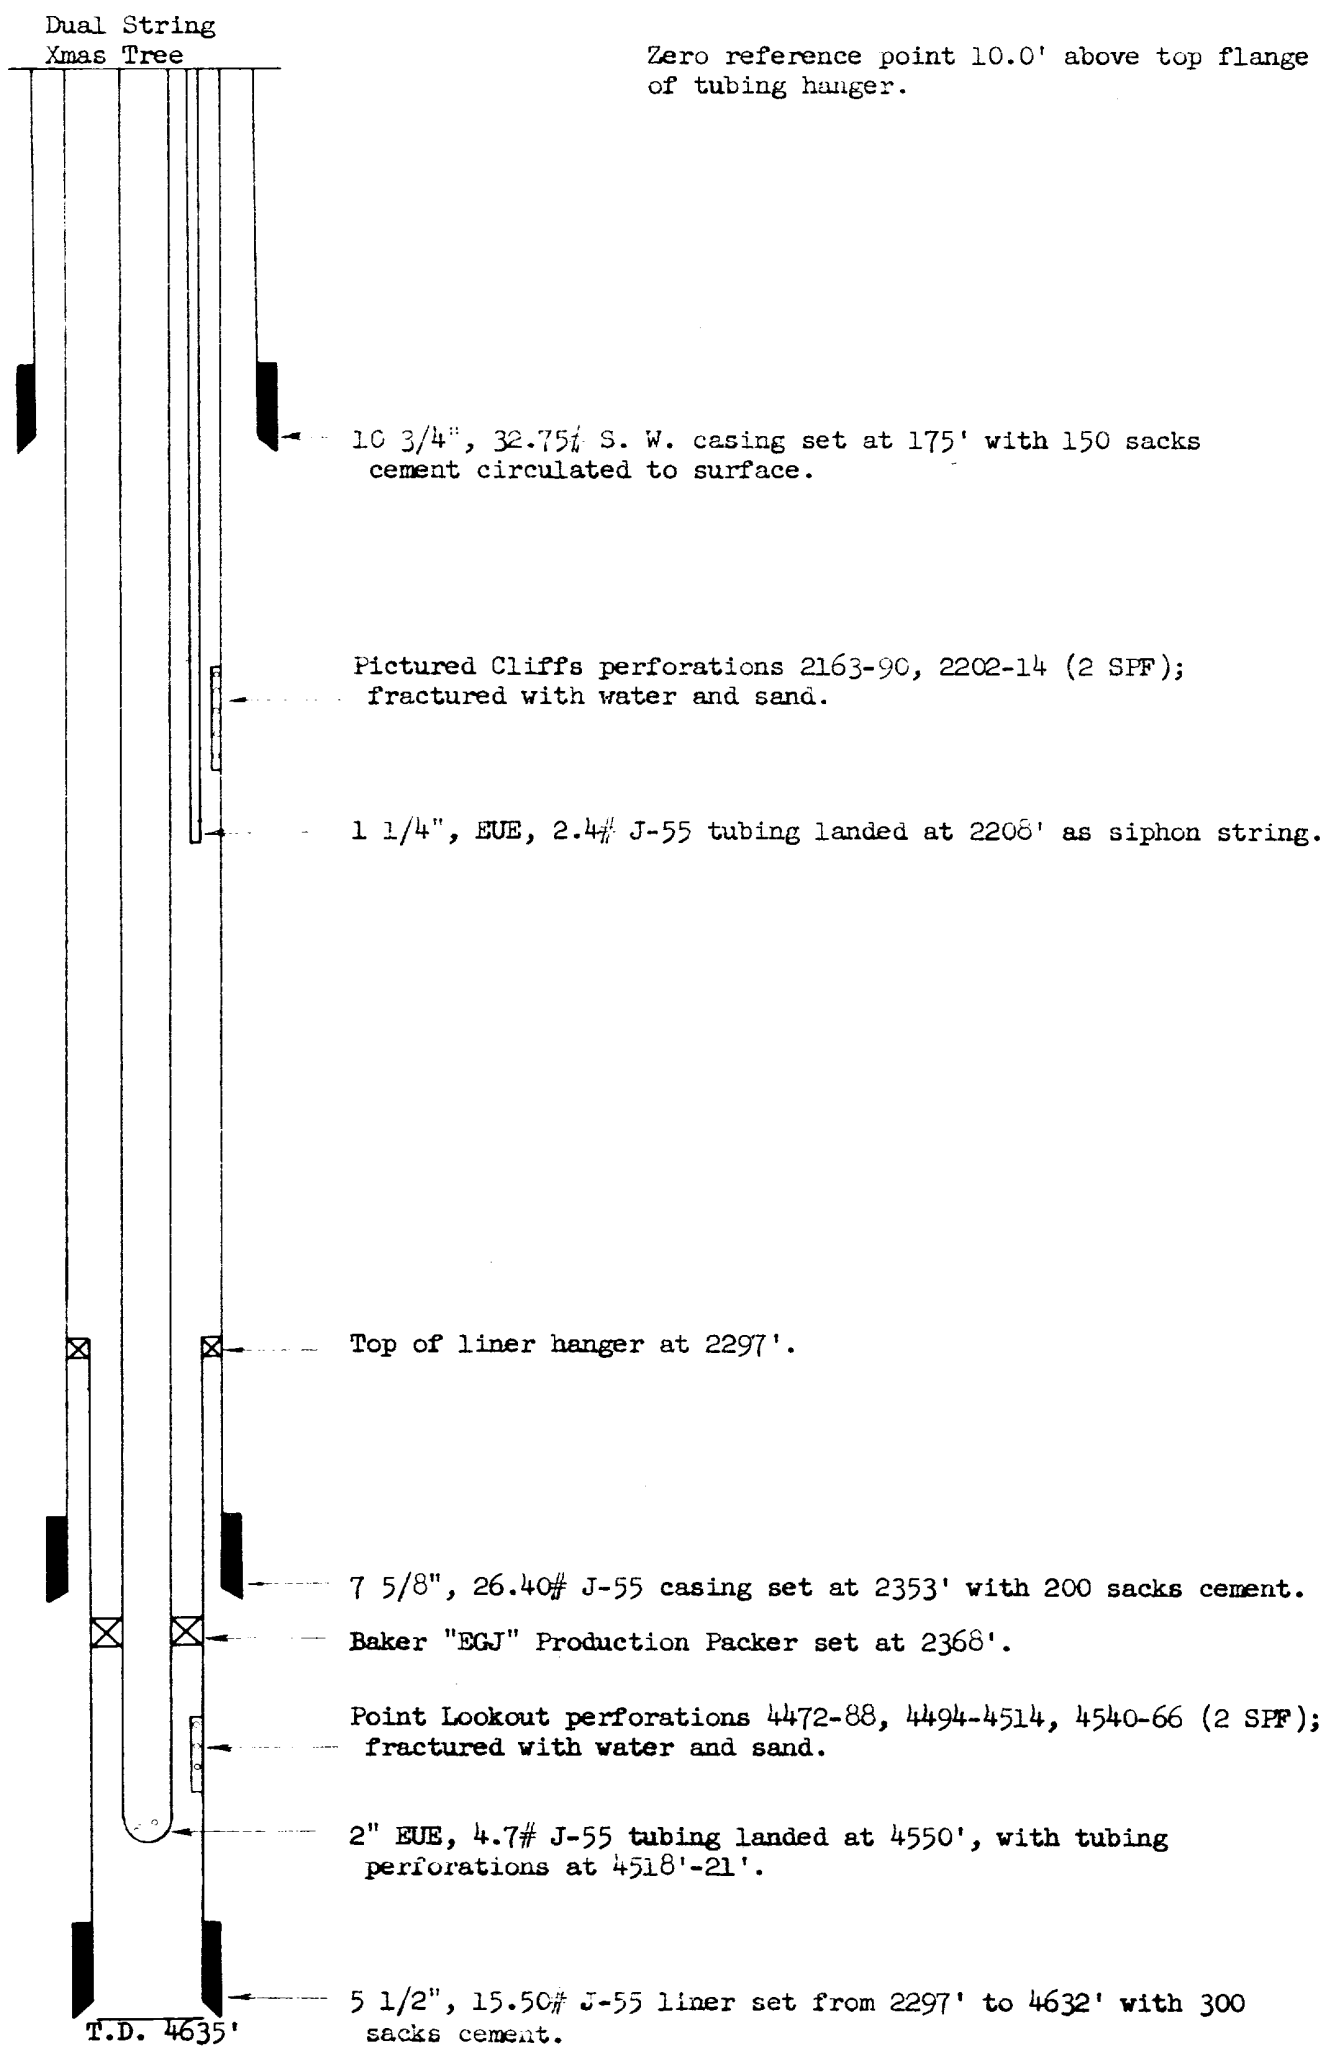 Dual String
Xmas Tree
Zero reference point 10.0' above top flange
of tubing hanger.
10 3/4", 32.75# S. W. casing set at 175' with 150 sacks
cement circulated to surface.
Pictured Cliffs perforations 2163-90, 2202-14 (2 SPF);
fractured with water and sand.
1 1/4", EUE, 2.4# J-55 tubing landed at 2208' as siphon string.
Top of liner hanger at 2297'.
7 5/8", 26.40# J-55 casing set at 2353' with 200 sacks cement.
Baker "EGJ" Production Packer set at 2368'.
Point Lookout perforations 4472-88, 4494-4514, 4540-66 (2 SPF);
fractured with water and sand.
2" EUE, 4.7# J-55 tubing landed at 4550', with tubing
perforations at 4518'-21'.
5 1/2", 15.50# J-55 liner set from 2297' to 4632' with 300
sacks cement.
T.D. 4635'